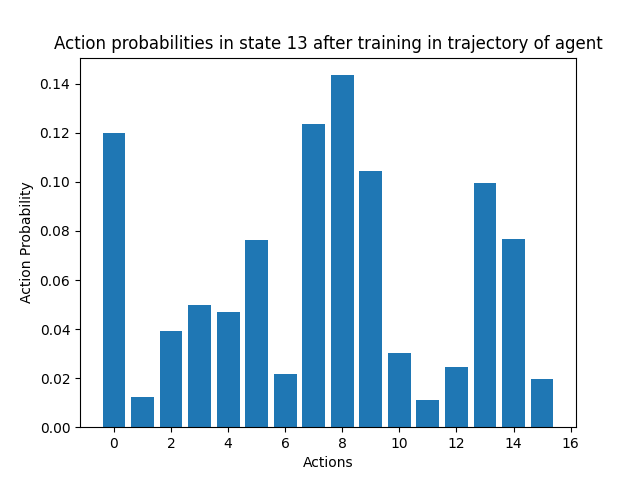 Action probabilities in state 13 after training in trajectory of agent
0.14
0.12
0.10
0.08
0.06
0.04
0.02
0.00
Action Probability
0 2 4 6 8 10 12 14 16
Actions